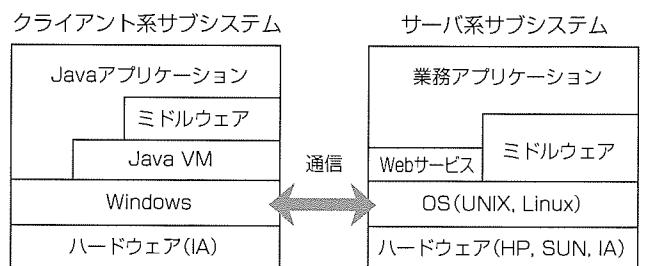 クライアント系サブシステム
Javaアプリケーション
ミドルウェア
Java VM
Windows
ハードウェア(IA)
通信
サーバ系サブシステム
業務アプリケーション
Webサービス
ミドルウェア
OS(UNIX, Linux)
ハードウェア(HP, SUN, IA)